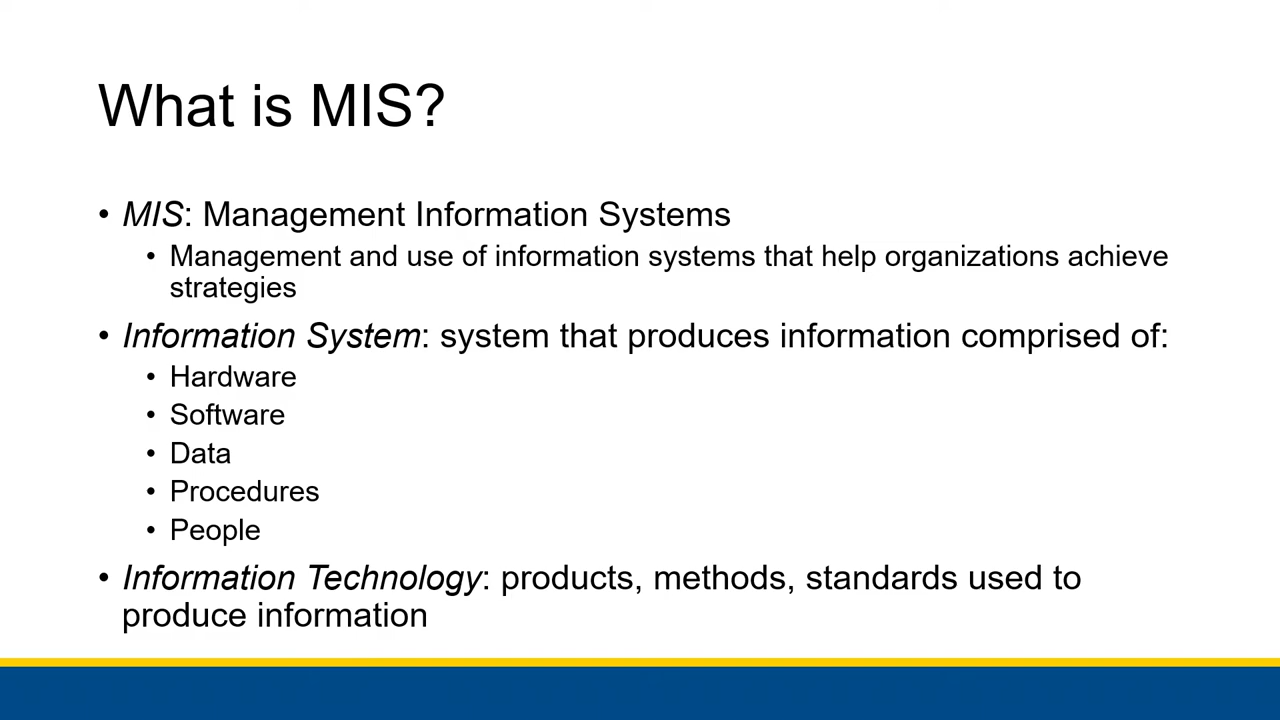 What is MIS?
• MIS: Management Information Systems
• Management and use of information systems that help organizations achieve
strategies
• Information System: system that produces information comprised of:
• Hardware
• Software
• Data
• Procedures
• People
• Information Technology: products, methods, standards used to
produce information